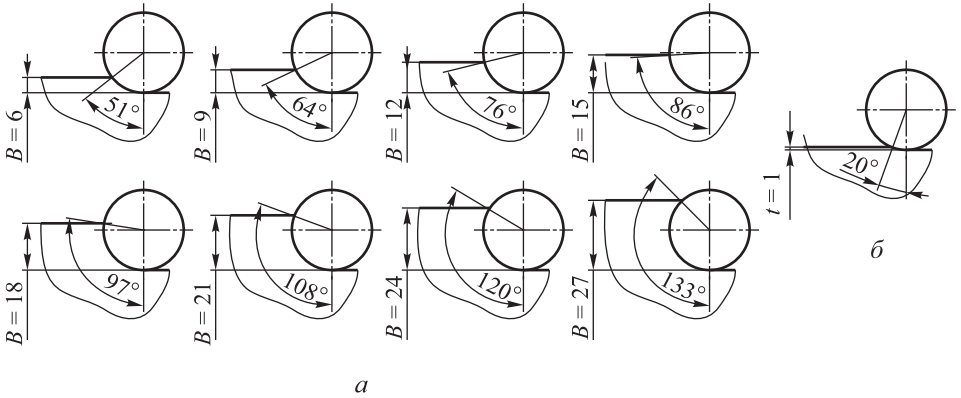 B = 6
51°
B = 9
64°
B = 12
76°
B = 15
86°
t = 1
20°
б
B = 18
97°
B = 21
108°
B = 24
120°
B = 27
133°
а